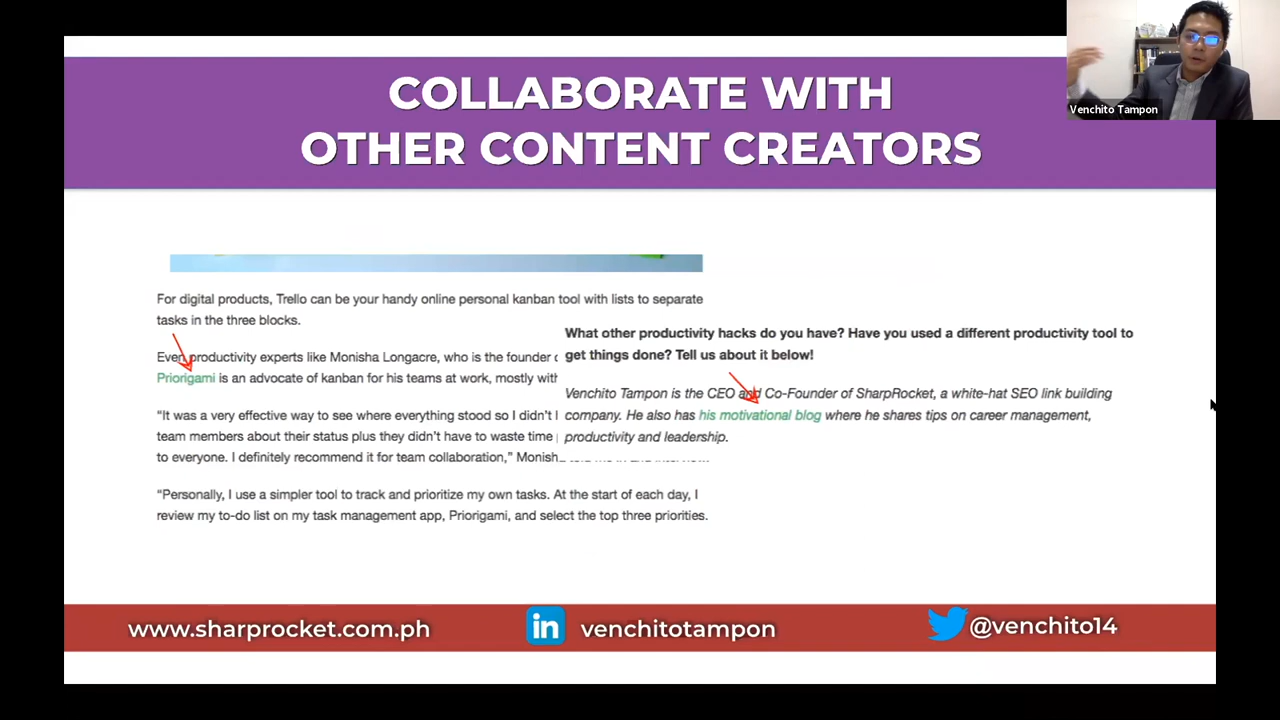 Venchito Tampon
COLLABORATE WITH
OTHER CONTENT CREATORS
For digital products, Trello can be your handy online personal kanban tool with lists to separate
tasks in the three blocks.
Even productivity experts like Monisha Longacre, who is the founder
Priorigami is an advocate of kanban for his teams at work, mostly with
“It was a very effective way to see where everything stood so I didn’t
team members about their status plus they didn’t have to waste time
to everyone. I definitely recommend it for team collaboration,” Monish
“Personally, I use a simpler tool to track and prioritize my own tasks. At the start of each day, I
review my to-do list on my task management app, Priorigami, and select the top three priorities.
What other productivity hacks do you have? Have you used a different productivity tool to
get things done? Tell us about it below!
Venchito Tampon is the CEO and Co-Founder of SharpRocket, a white-hat SEO link building
company. He also has his motivational blog where he shares tips on career management,
productivity and leadership.
www.sharprocket.com.ph
in venchitotampon
@venchito14